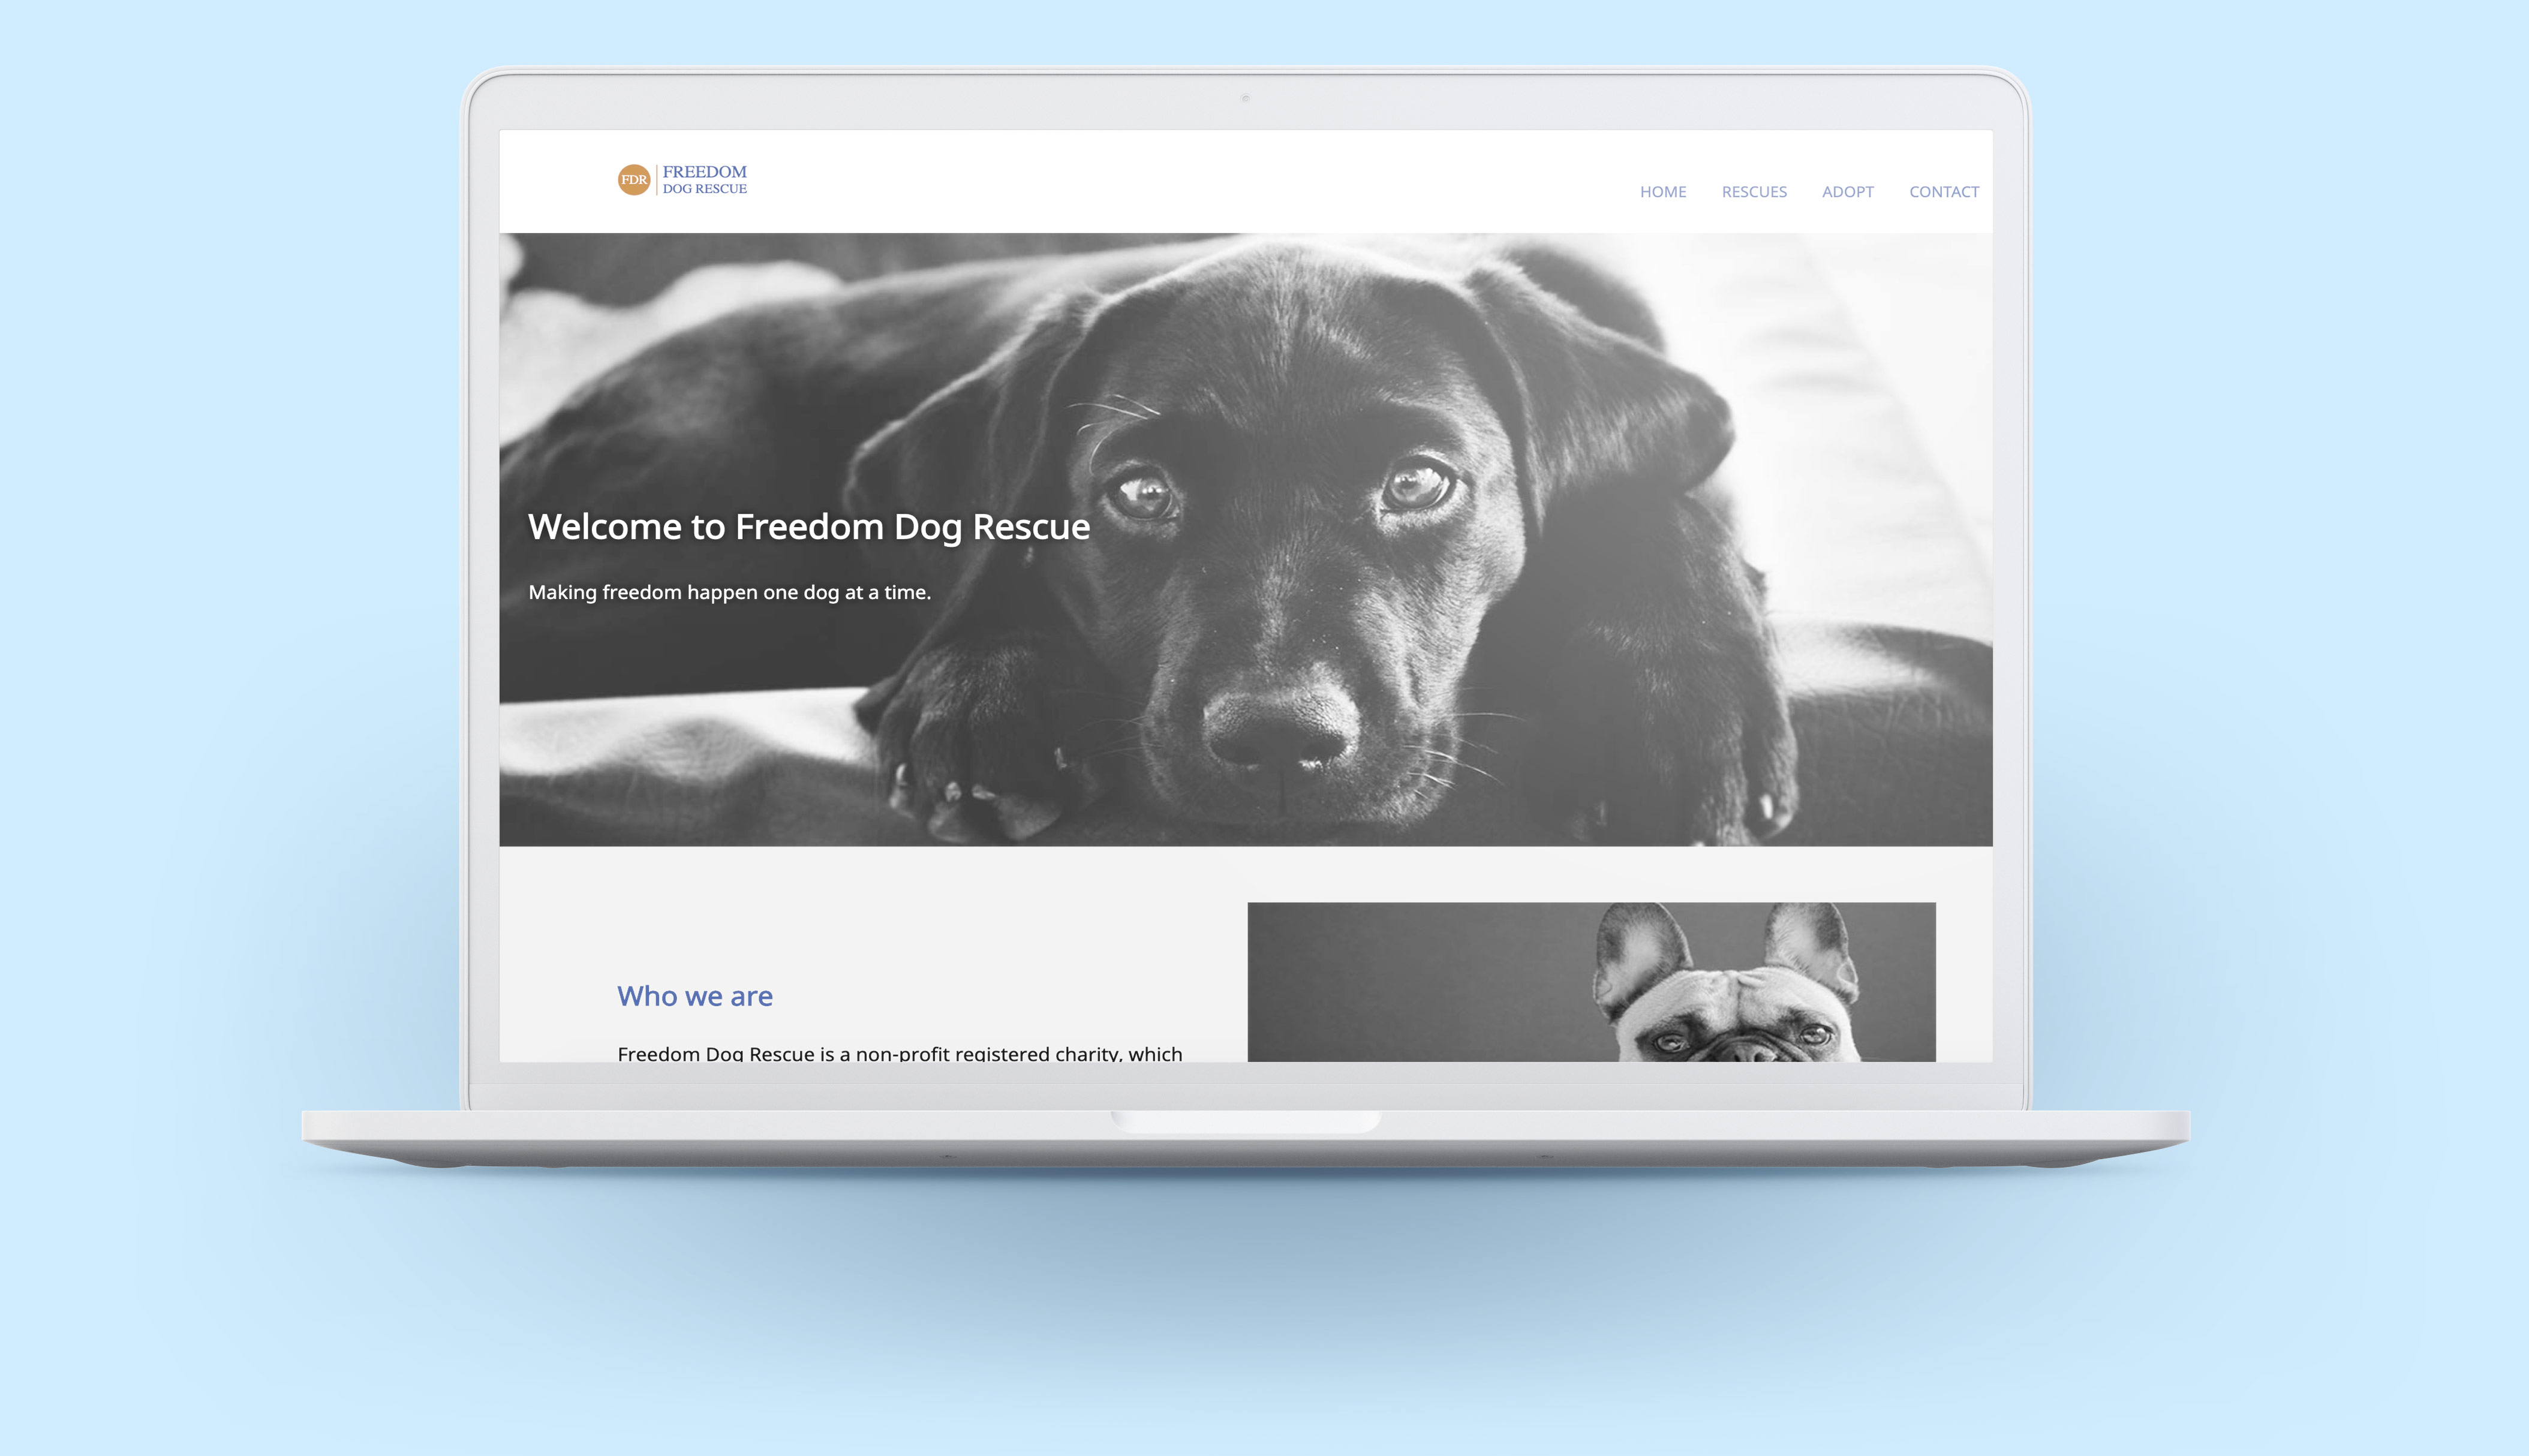 FDR
FREEDOM
DOG RESCUE
HOME RESCUES ADOPT CONTACT
Welcome to Freedom Dog Rescue
Making freedom happen one dog at a time.
Who we are
Freedom Dog Rescue is a non-profit registered charity, which